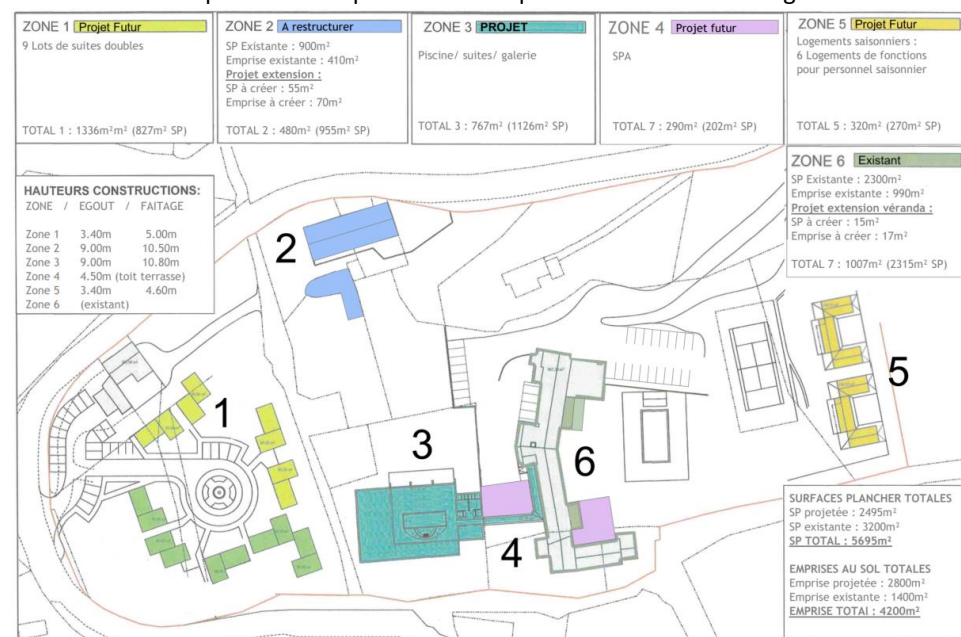 ZONE 1 Projet Futur
9 Lots de suites doubles
TOTAL 1 : 1336m²m² (827m² SP)
ZONE 2 A restructurer
SP Existante : 900m²
Emprise existante : 410m²
Projet extension :
SP à créer : 55m²
Emprise à créer : 70m²
TOTAL 2 : 480m² (955m² SP)
ZONE 3 PROJET
Piscine/ suites/ galerie
TOTAL 3 : 767m² (1126m² SP)
ZONE 4 Projet futur
SPA
TOTAL 7 : 290m² (202m² SP)
ZONE 5 Projet Futur
Logements saisonniers :
6 Logements de fonctions
pour personnel saisonnier
TOTAL 5 : 320m² (270m² SP)
ZONE 6 Existant
SP Existante : 2300m²
Emprise existante : 990m²
Projet extension véranda :
SP à créer : 15m²
Emprise à créer : 17m²
TOTAL 7 : 1007m² (2315m² SP)
HAUTEURS CONSTRUCTIONS:
ZONE / EGOUT / FAITAGE
Zone 1 3.40m 5.00m
Zone 2 9.00m 10.50m
Zone 3 9.00m 10.80m
Zone 4 4.50m (toit terrasse)
Zone 5 3.40m 4.60m
Zone 6 (existant)
2
1
3
6
5
4
SURFACES PLANCHER TOTALES
SP projetée : 2495m²
SP existante : 3200m²
SP TOTAL : 5695m²
EMPRISES AU SOL TOTALES
Emprise projetée : 2800m²
Emprise existante : 1400m²
EMPRISE TOTAl : 4200m²